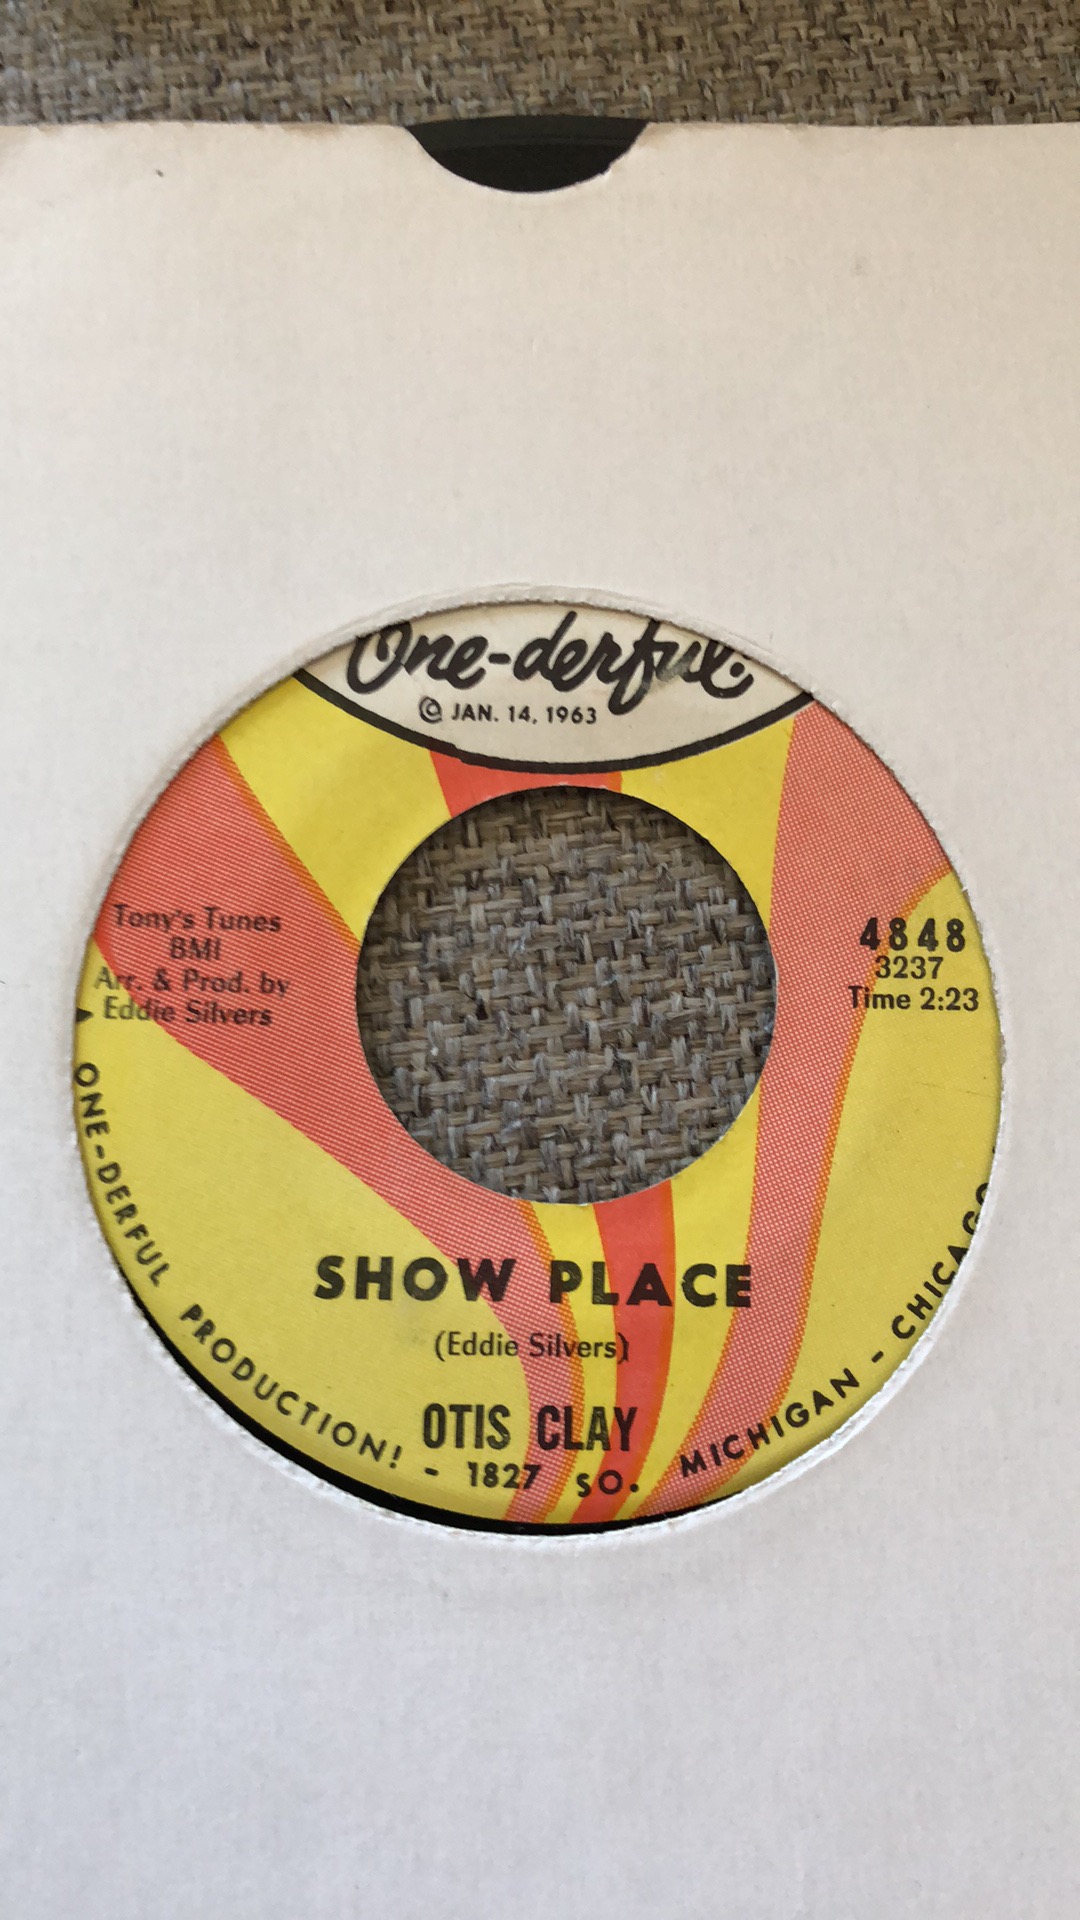 One-derful!
© JAN. 14, 1963
Tony's Tunes
BMI
Arr. & Prod. by
Eddie Silvers
4848
3237
Time 2:23
SHOW PLACE
(Eddie Silvers)
OTIS CLAY
ONE-DERFUL PRODUCTION! - 1827 SO. MICHIGAN - CHICAGO